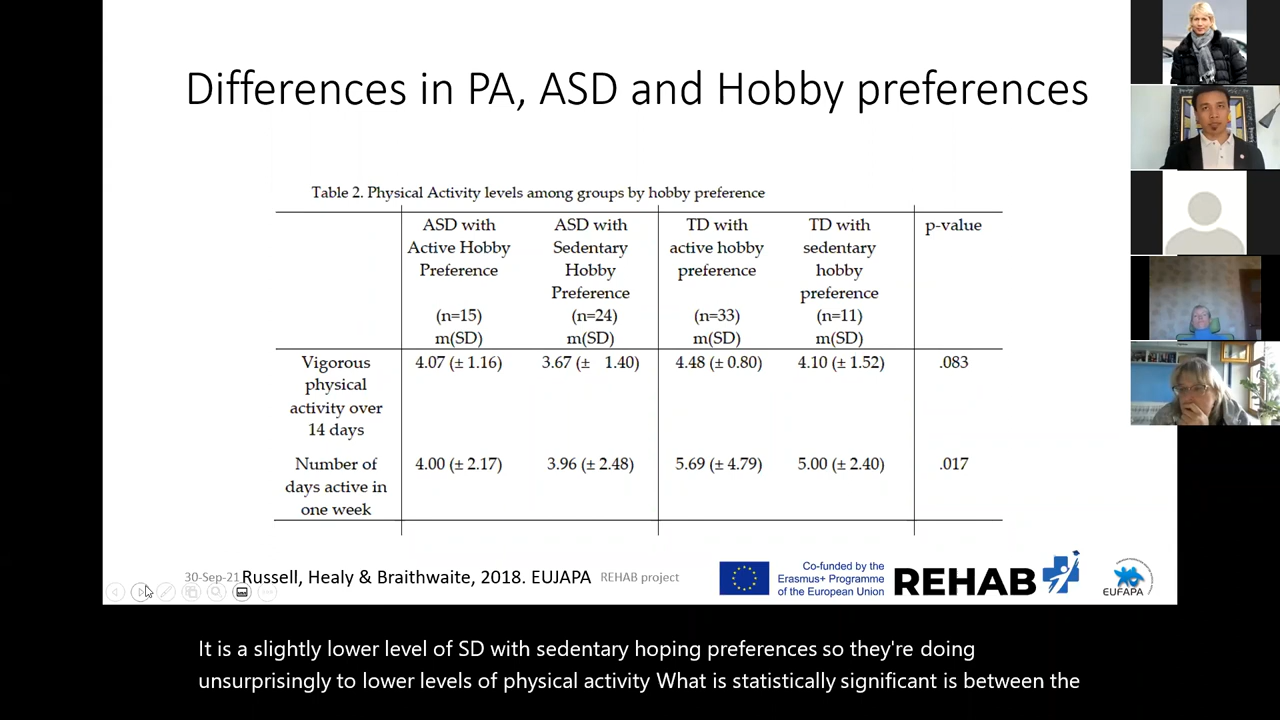 Differences in PA, ASD and Hobby preferences
Table 2. Physical Activity levels among groups by hobby preference
ASD with
Active Hobby
Preference
(n=15)
m(SD)
ASD with
Sedentary
Hobby
Preference
(n=24)
m(SD)
TD with
active hobby
preference
(n=33)
m(SD)
TD with
sedentary
hobby
preference
(n=11)
m(SD)
p-value
Vigorous
physical
activity over
14 days
4.07 (± 1.16)
3.67 (± 1.40)
4.48 (± 0.80)
4.10 (± 1.52)
.083
Number of
days active in
one week
4.00 (± 2.17)
3.96 (± 2.48)
5.69 (± 4.79)
5.00 (± 2.40)
.017
30-Sep-21
Russell, Healy & Braithwaite, 2018. EUJAPA
REHAB project
Co-funded by the
Erasmus+ Programme
of the European Union
REHAB
EUFAPA
It is a slightly lower level of SD with sedentary hoping preferences so they're doing
unsurprisingly to lower levels of physical activity What is statistically significant is between the